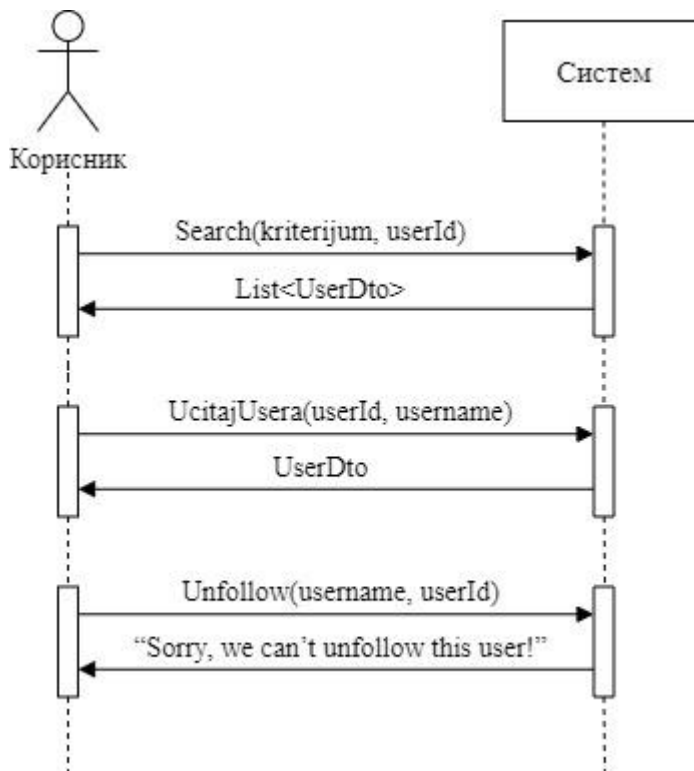 Систем
Корисник
Search(kriterijum, userId)
List<UserDto>
UcitajUsera(userId, username)
UserDto
Unfollow(username, userId)
“Sorry, we can’t unfollow this user!”